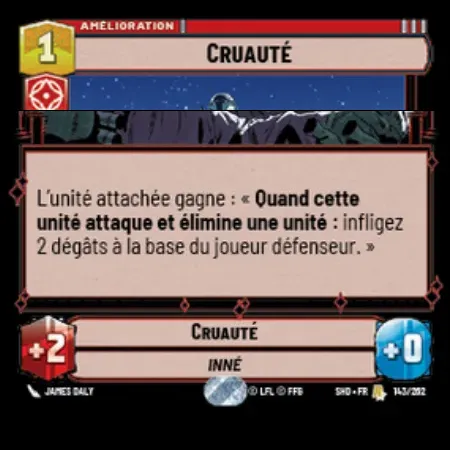 AMÉLIORATION
1
CRUAUTÉ
L'unité attachée gagne : « Quand cette
unité attaque et élimine une unité : infligez
2 dégâts à la base du joueur défenseur. »
+2
CRUAUTÉ
+0
INNÉ
JAMES DALY
© LFL © FFG
SHD • FR
143/262